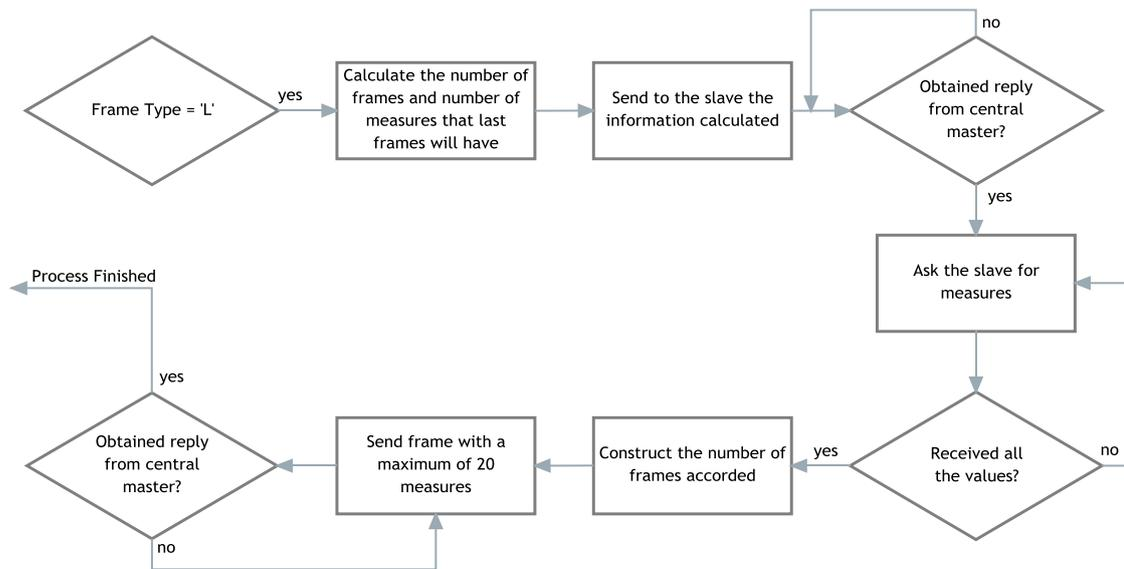 no
Frame Type = 'L'
yes
Calculate the number of
frames and number of
measures that last
frames will have
Send to the slave the
information calculated
Obtained reply
from central
master?
yes
Ask the slave for
measures
Process Finished
yes
Obtained reply
from central
master?
no
Send frame with a
maximum of 20
measures
Construct the number of
frames accorded
yes
Received all
the values?
no